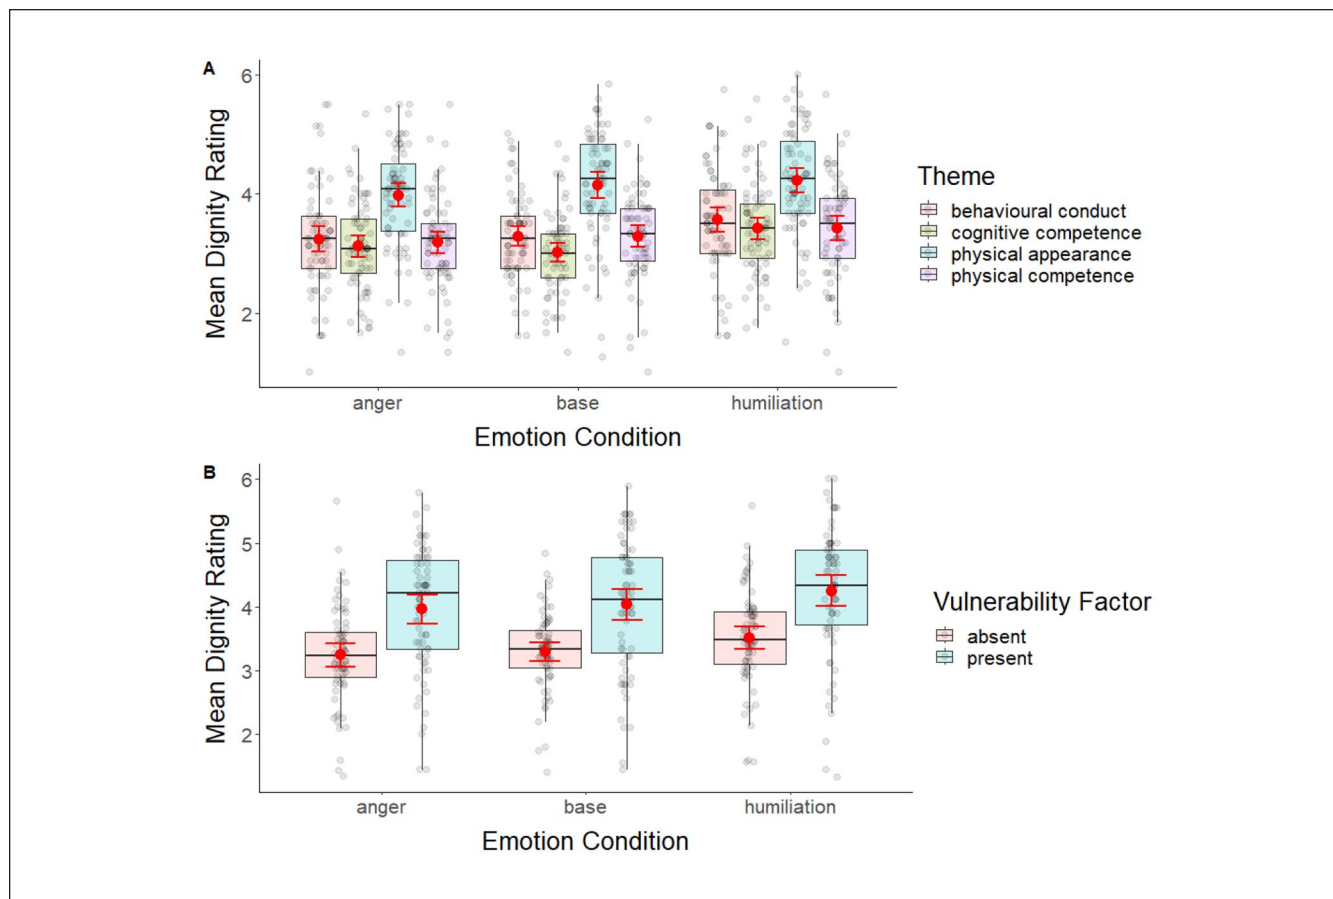 A
Mean Dignity Rating
6
4
2
anger base humiliation
Emotion Condition
Theme
behavioural conduct
cognitive competence
physical appearance
physical competence
B
Mean Dignity Rating
6
5
4
3
2
anger base humiliation
Emotion Condition
Vulnerability Factor
absent
present